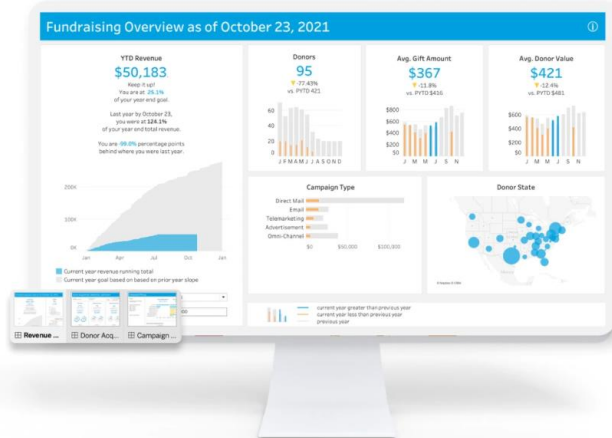 Fundraising Overview as of October 23, 2021
YTD Revenue
$50,183
Keep it up!
You are at 25.1%
of your year end goal.
Last year by October 23,
you were at 124.1%
of your year end total revenue.
You are -99.0% percentage points
behind where you were last year.
200K
100K
0K
Jan Apr Jul Oct Jan
Current year revenue running total
Current year goal based on based on prior year slope
Donors
95
-77.43%
vs. PYTD 421
60
40
20
0
J F M A M J J A S O N D
Avg. Gift Amount
$367
-11.8%
vs. PYTD $416
$800
$600
$400
$200
$0
J M M J S N
Avg. Donor Value
$421
-12.4%
vs. PYTD $481
$600
$400
$200
$0
J M M J S N
Campaign Type
Direct Mail
Email
Telemarketing
Advertisement
Omni-Channel
$0 $50,000 $100,000
Donor State
current year greater than previous year
current year less than previous year
previous year
Revenue ...
Donor Acq...
Campaign ...